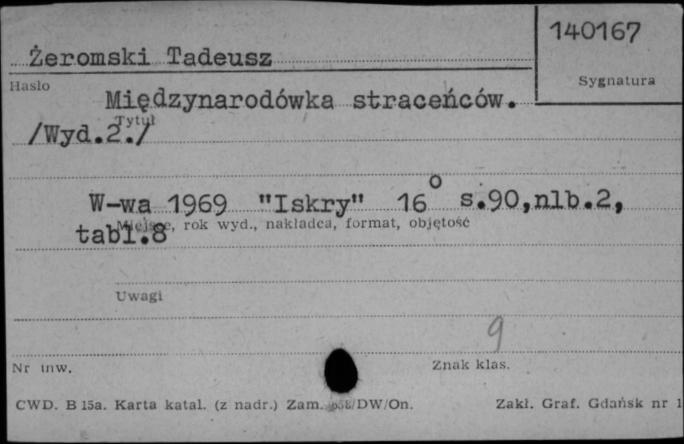 140167
Żeromski Tadeusz
Hasło
Sygnatura
Międzynarodówka straceńców.
Tytuł
/Wyd.2./
W-wa 1969 "Iskry" 16° s.90,nlb.2,
Miejsce, rok wyd., nakładca, format, objętość
tabl.8
Uwagi
9
Nr inw.
Znak klas.
CWD. B 15a. Karta katal. (z nadr.) Zam. /DW/On.
Zakł. Graf. Gdańsk nr 1